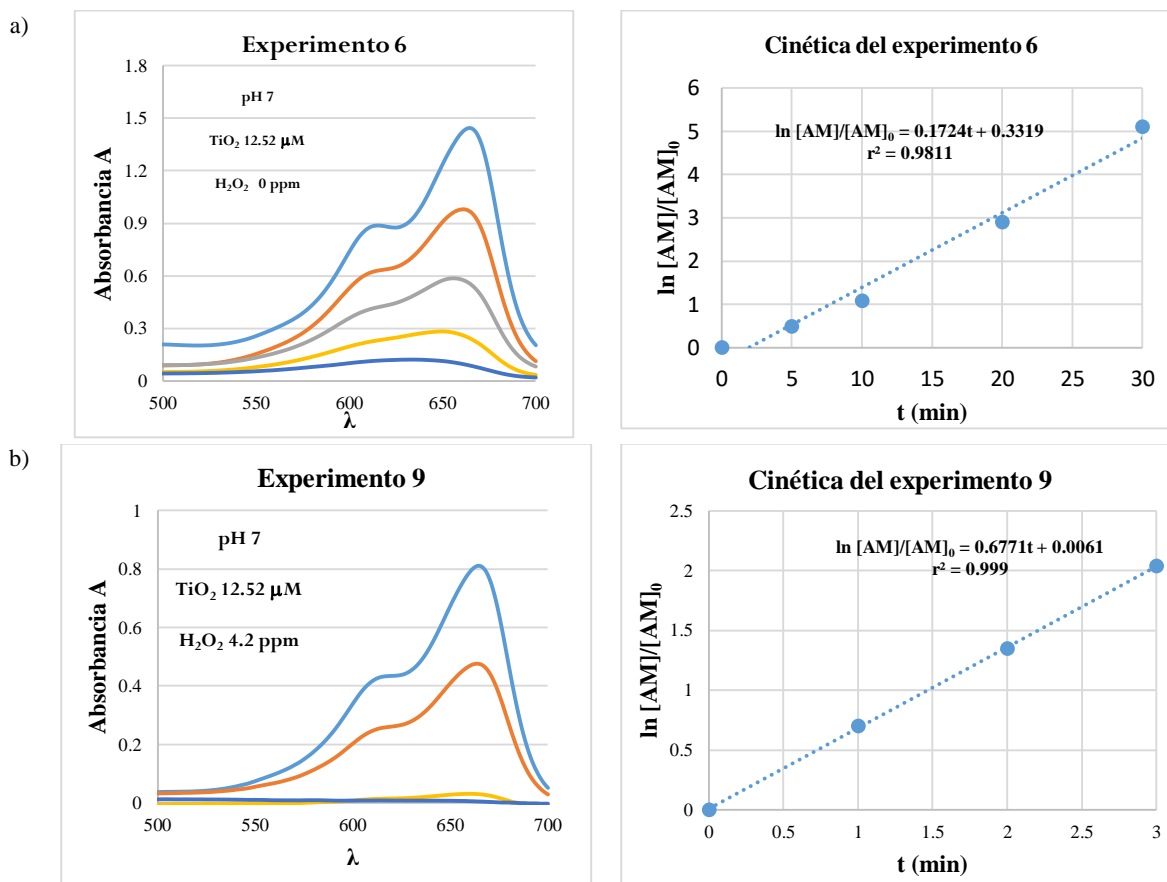 a)
Experimento 6
1.8
1.5
1.2
0.9
0.6
0.3
0
pH 7
TiO₂ 12.52 μM
H₂O₂ 0 ppm
Absorbancia A
500 550 600 650 700
λ
Cinética del experimento 6
6
5
4
3
2
1
0
ln [AM]/[AM]₀ = 0.1724t + 0.3319
r² = 0.9811
ln [AM]/[AM]₀
0 5 10 15 20 25 30
t (min)
b)
Experimento 9
1
0.8
0.6
0.4
0.2
0
pH 7
TiO₂ 12.52 μM
H₂O₂ 4.2 ppm
Absorbancia A
500 550 600 650 700
λ
Cinética del experimento 9
2.5
2
1.5
1
0.5
0
ln [AM]/[AM]₀ = 0.6771t + 0.0061
r² = 0.999
ln [AM]/[AM]₀
0 0.5 1 1.5 2 2.5 3
t (min)